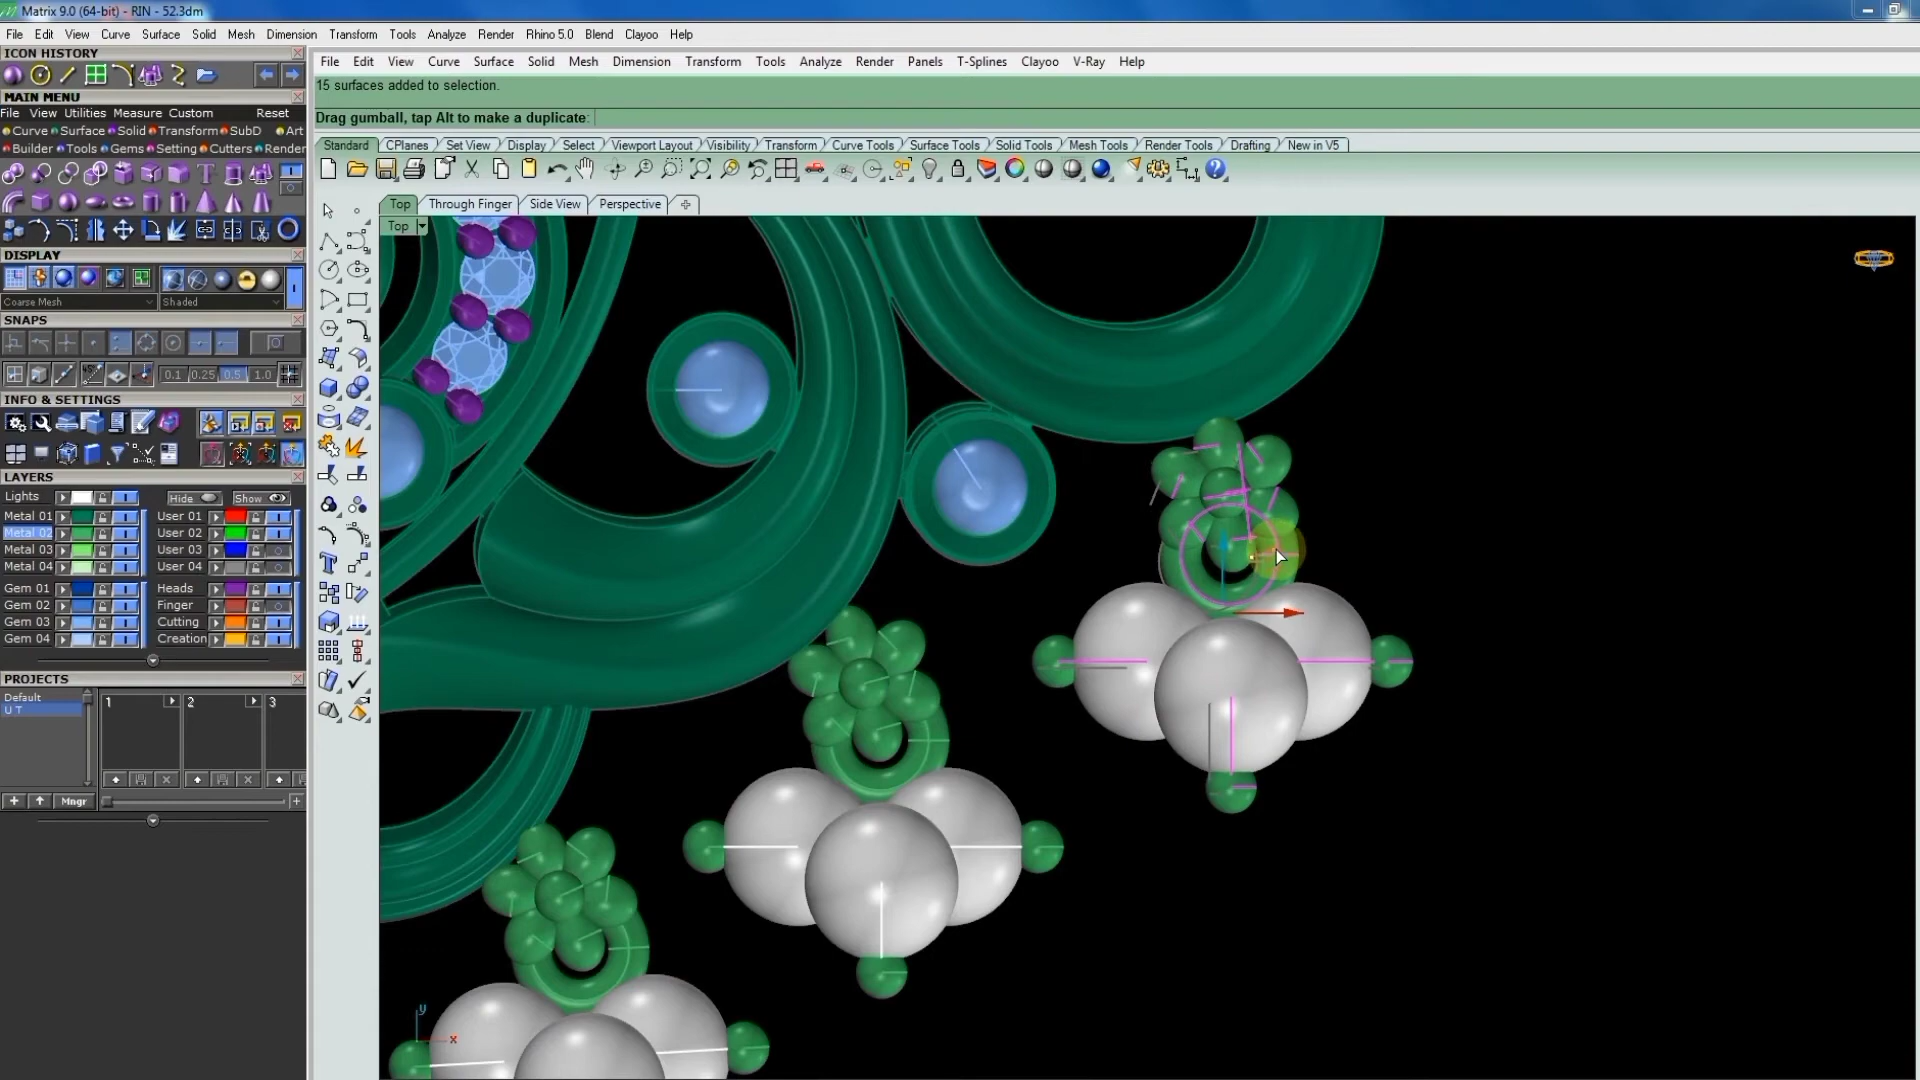 Matrix 9.0 (64-bit) - RIN - 52.3dm
File Edit View Curve Surface Solid Mesh Dimension Transform Tools Analyze Render Rhino 5.0 Blend Clayoo Help
ICON HISTORY
MAIN MENU
File View Utilities Measure Custom Reset
Curve Surface Solid Transform SubD Art
Builder Tools Gems Setting Cutters Render
DISPLAY
Coarse Mesh Shaded
SNAPS
0.1 0.25 0.5 1.0
INFO & SETTINGS
LAYERS
Lights Hide Show
Metal 01 User 01
Metal 02 User 02
Metal 03 User 03
Metal 04 User 04
Gem 01 Heads
Gem 02 Finger
Gem 03 Cutting
Gem 04 Creation
PROJECTS
Default
U T
1 2 3
Mngr
File Edit View Curve Surface Solid Mesh Dimension Transform Tools Analyze Render Panels T-Splines Clayoo V-Ray Help
15 surfaces added to selection.
Drag gumball, tap Alt to make a duplicate:
Standard CPlanes Set View Display Select Viewport Layout Visibility Transform Curve Tools Surface Tools Solid Tools Mesh Tools Render Tools Drafting New in V5
Top Through Finger Side View Perspective
Top
y
x